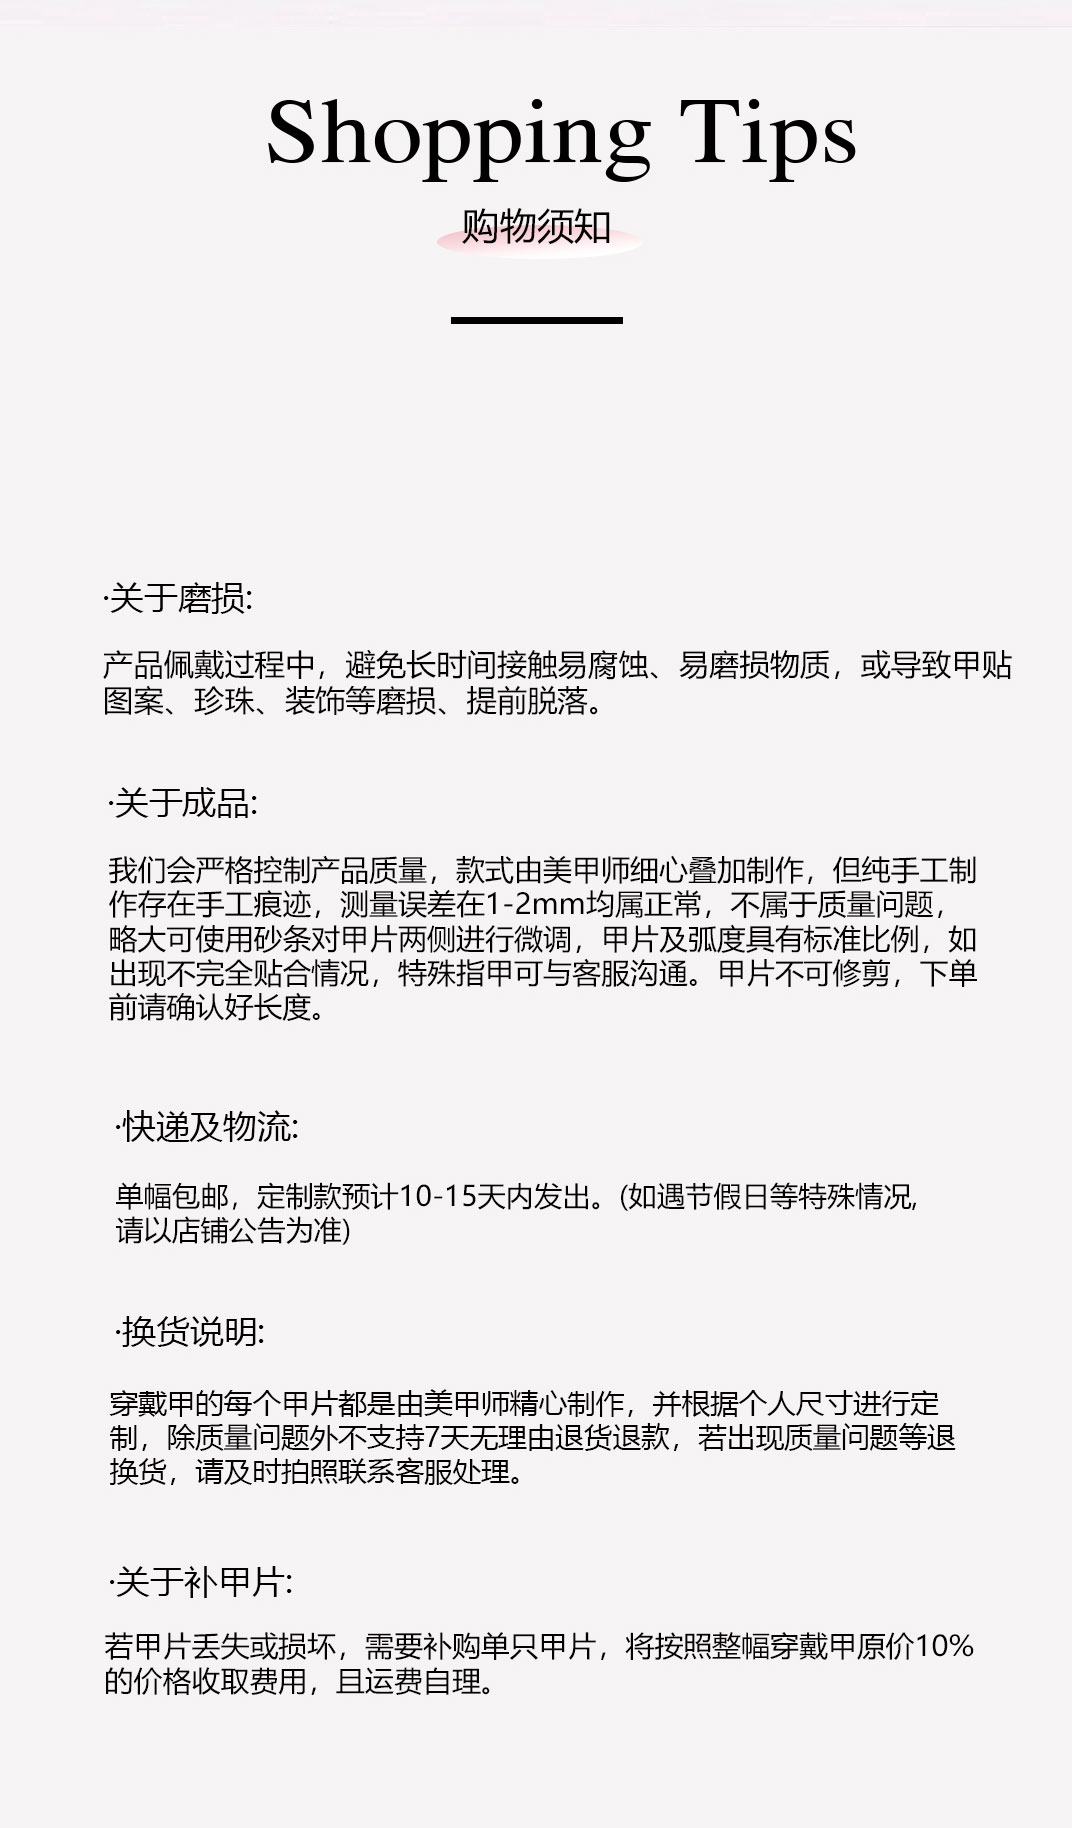 Shopping Tips
购物须知
·关于磨损:
产品佩戴过程中，避免长时间接触易腐蚀、易磨损物质，或导致甲贴
图案、珍珠、装饰等磨损、提前脱落。
·关于成品:
我们会严格控制产品质量，款式由美甲师细心叠加制作，但纯手工制
作存在手工痕迹，测量误差在1-2mm均属正常，不属于质量问题，
略大可使用砂条对甲片两侧进行微调，甲片及弧度具有标准比例，如
出现不完全贴合情况，特殊指甲可与客服沟通。甲片不可修剪，下单
前请确认好长度。
·快递及物流:
单幅包邮，定制款预计10-15天内发出。(如遇节假日等特殊情况,
请以店铺公告为准)
·换货说明:
穿戴甲的每个甲片都是由美甲师精心制作，并根据个人尺寸进行定
制，除质量问题外不支持7天无理由退货退款，若出现质量问题等退
换货，请及时拍照联系客服处理。
·关于补甲片:
若甲片丢失或损坏，需要补购单只甲片，将按照整幅穿戴甲原价10%
的价格收取费用，且运费自理。